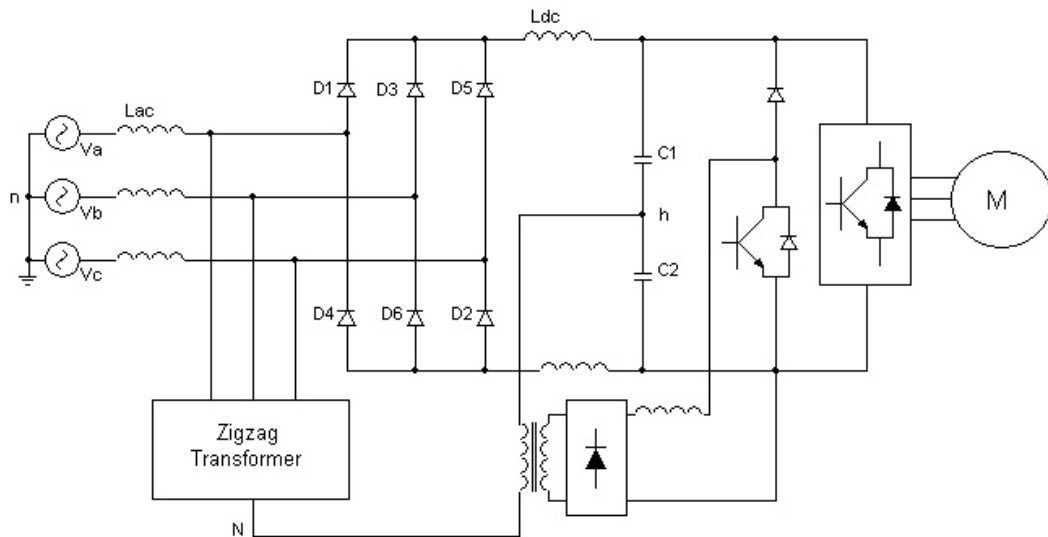 Ldc
D1
D3
D5
Lac
Va
C1
n
Vb
h
M
Vc
C2
D4
D6
D2
Zigzag
Transformer
N